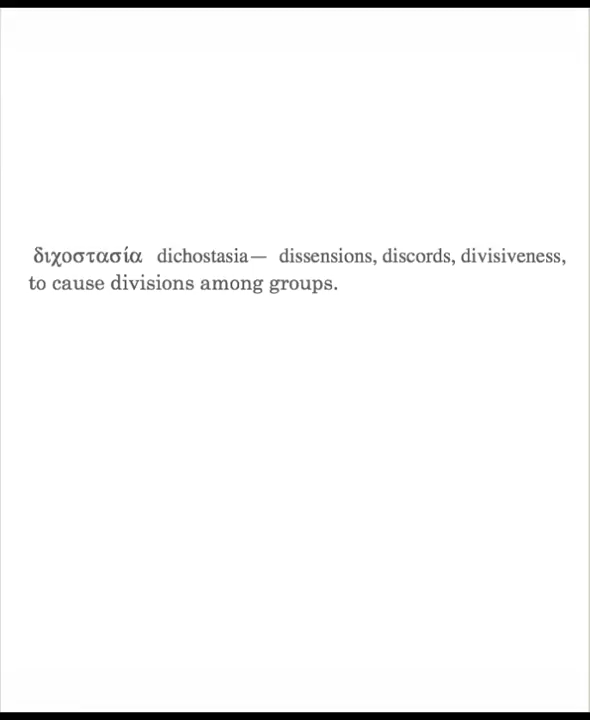 διχοστασία dichostasia— dissensions, discords, divisiveness,
to cause divisions among groups.